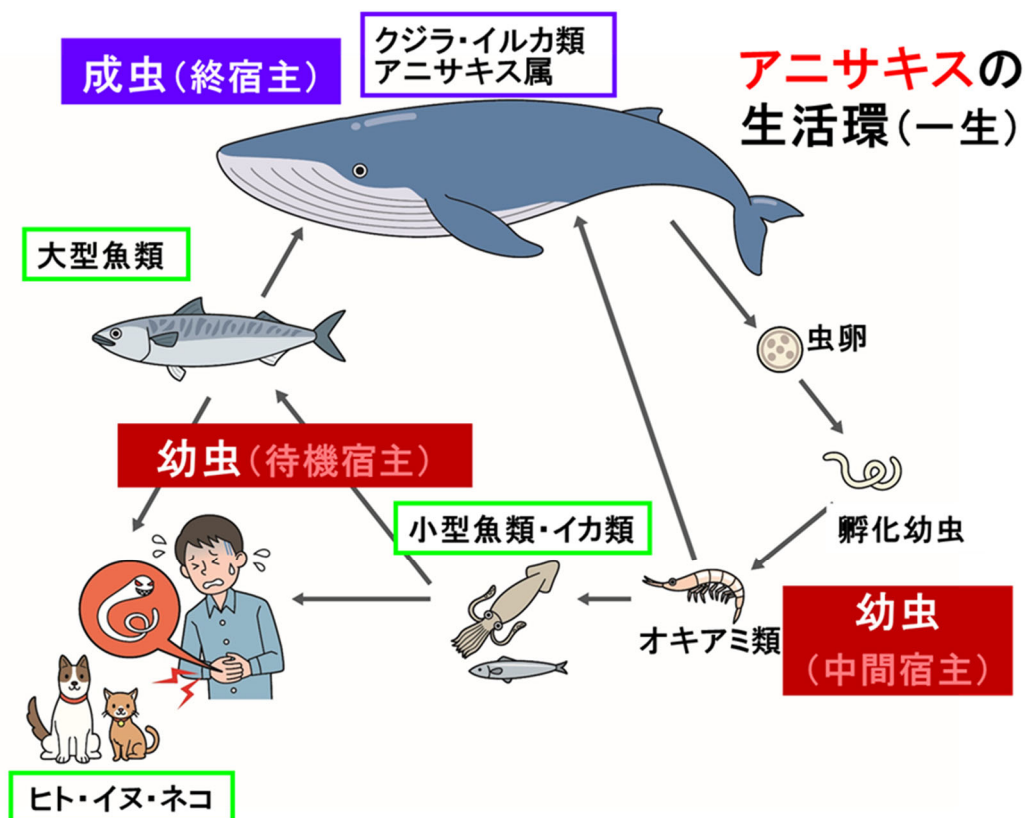 アニサキスの
生活環(一生)
成虫(終宿主)
クジラ・イルカ類
アニサキス属
大型魚類
虫卵
幼虫(待機宿主)
孵化幼虫
小型魚類・イカ類
オキアミ類
幼虫
(中間宿主)
ヒト・イヌ・ネコ